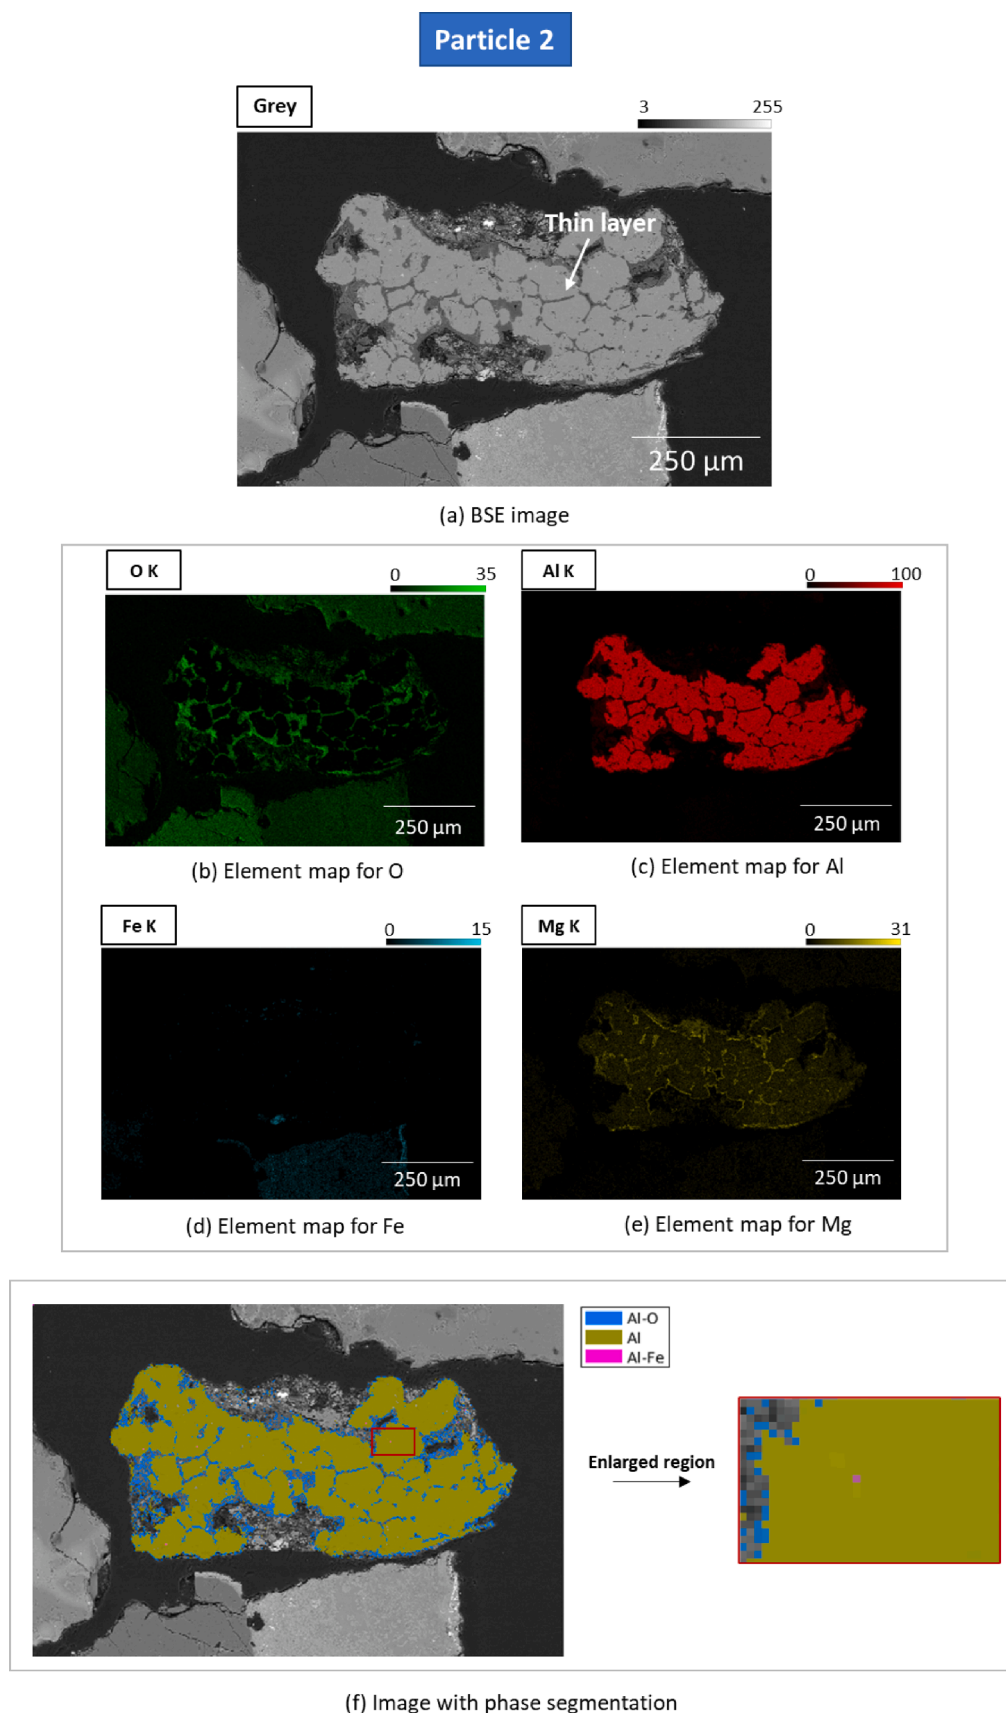 Particle 2
Grey
3 255
Thin layer
250 µm
(a) BSE image
O K
0 35
250 µm
(b) Element map for O
Al K
0 100
250 µm
(c) Element map for Al
Fe K
0 15
250 µm
(d) Element map for Fe
Mg K
0 31
250 µm
(e) Element map for Mg
Al-O
Al
Al-Fe
Enlarged region
(f) Image with phase segmentation